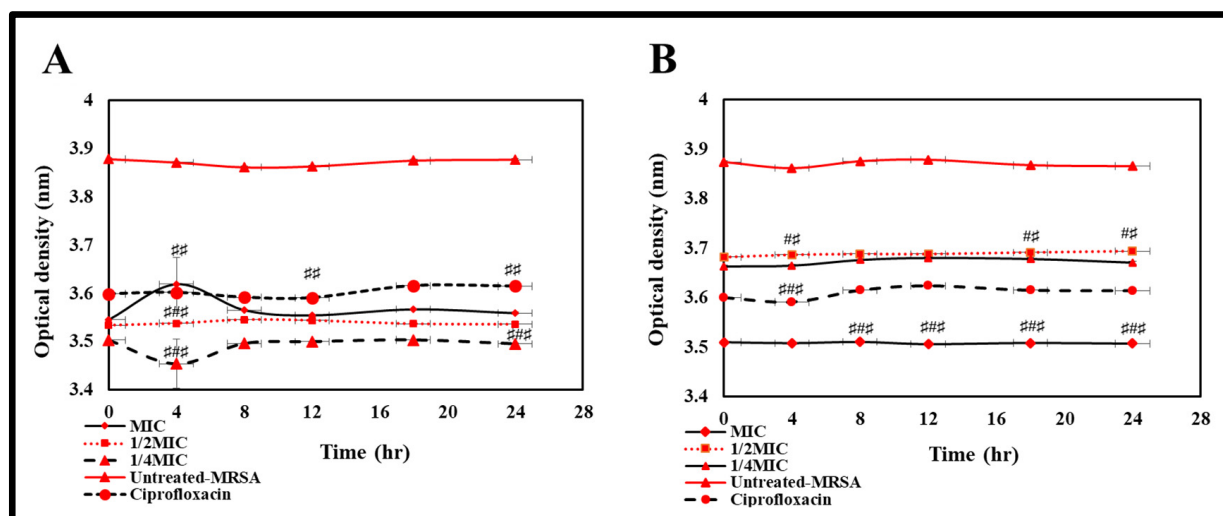 A
4
3.9
3.8
3.7
3.6
3.5
3.4
Optical density (nm)
♯♯
♯♯
♯♯
♯#♯
♯#♯
♯#♯
0 4 8 12 16 20 24 28
Time (hr)
MIC
1/2MIC
1/4MIC
Untreated-MRSA
Ciprofloxacin
B
4
3.9
3.8
3.7
3.6
3.5
3.4
Optical density (nm)
#♯
#♯
#♯
♯#♯
♯#♯
♯#♯
♯#♯
♯#♯
0 4 8 12 16 20 24 28
Time (hr)
MIC
1/2MIC
1/4MIC
Untreated-MRSA
Ciprofloxacin